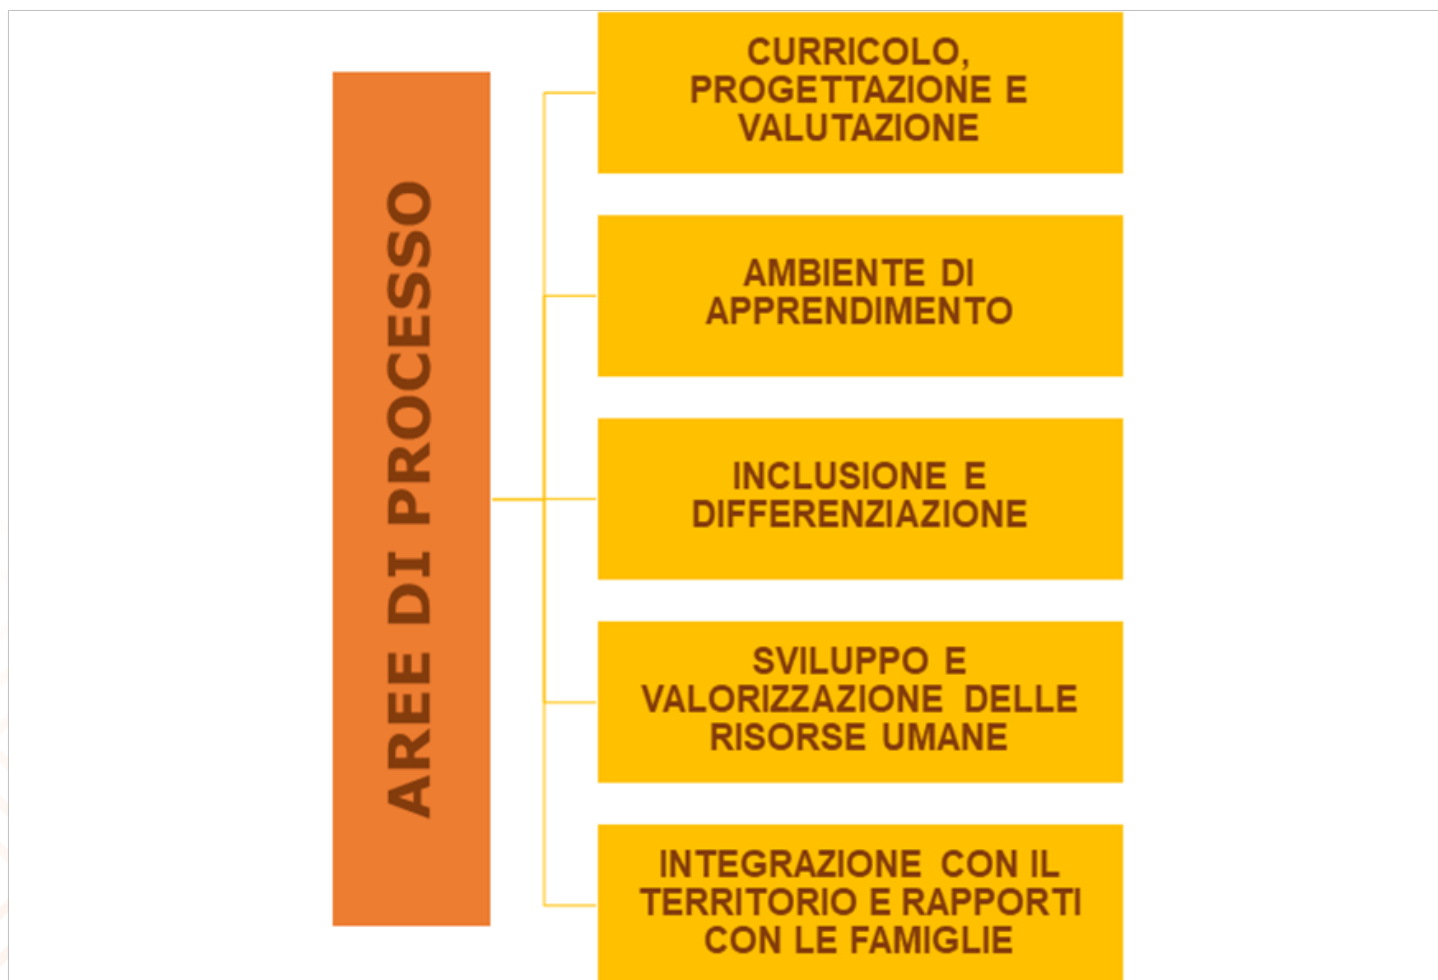 AREE DI PROCESSO
CURRICOLO,
PROGETTAZIONE E
VALUTAZIONE
AMBIENTE DI
APPRENDIMENTO
INCLUSIONE E
DIFFERENZIAZIONE
SVILUPPO E
VALORIZZAZIONE DELLE
RISORSE UMANE
INTEGRAZIONE CON IL
TERRITORIO E RAPPORTI
CON LE FAMIGLIE